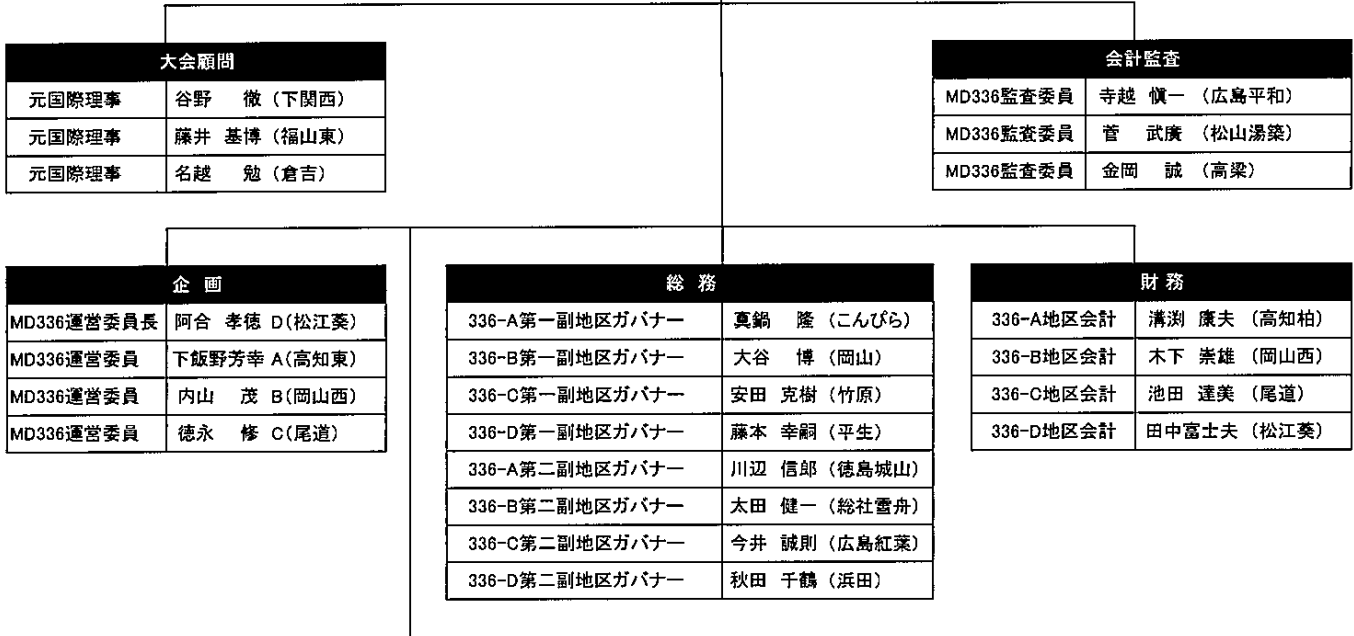 大会顧問
元国際理事 谷野 徹 (下関西)
元国際理事 藤井 基博 (福山東)
元国際理事 名越 勉 (倉吉)
会計監査
MD336監査委員 寺越 愼一 (広島平和)
MD336監査委員 菅 武廣 (松山湯築)
MD336監査委員 金岡 誠 (高梁)
企 画
MD336運営委員長 阿合 孝徳 D(松江葵)
MD336運営委員 下飯野芳幸 A(高知東)
MD336運営委員 内山 茂 B(岡山西)
MD336運営委員 徳永 修 C(尾道)
総 務
336-A第一副地区ガバナー 真鍋 隆 (こんぴら)
336-B第一副地区ガバナー 大谷 博 (岡山)
336-C第一副地区ガバナー 安田 克樹 (竹原)
336-D第一副地区ガバナー 藤本 幸嗣 (平生)
336-A第二副地区ガバナー 川辺 信郎 (徳島城山)
336-B第二副地区ガバナー 太田 健一 (総社雪舟)
336-C第二副地区ガバナー 今井 誠則 (広島紅葉)
336-D第二副地区ガバナー 秋田 千鶴 (浜田)
財 務
336-A地区会計 溝渕 康夫 (高知柏)
336-B地区会計 木下 崇雄 (岡山西)
336-C地区会計 池田 達美 (尾道)
336-D地区会計 田中富士夫 (松江葵)